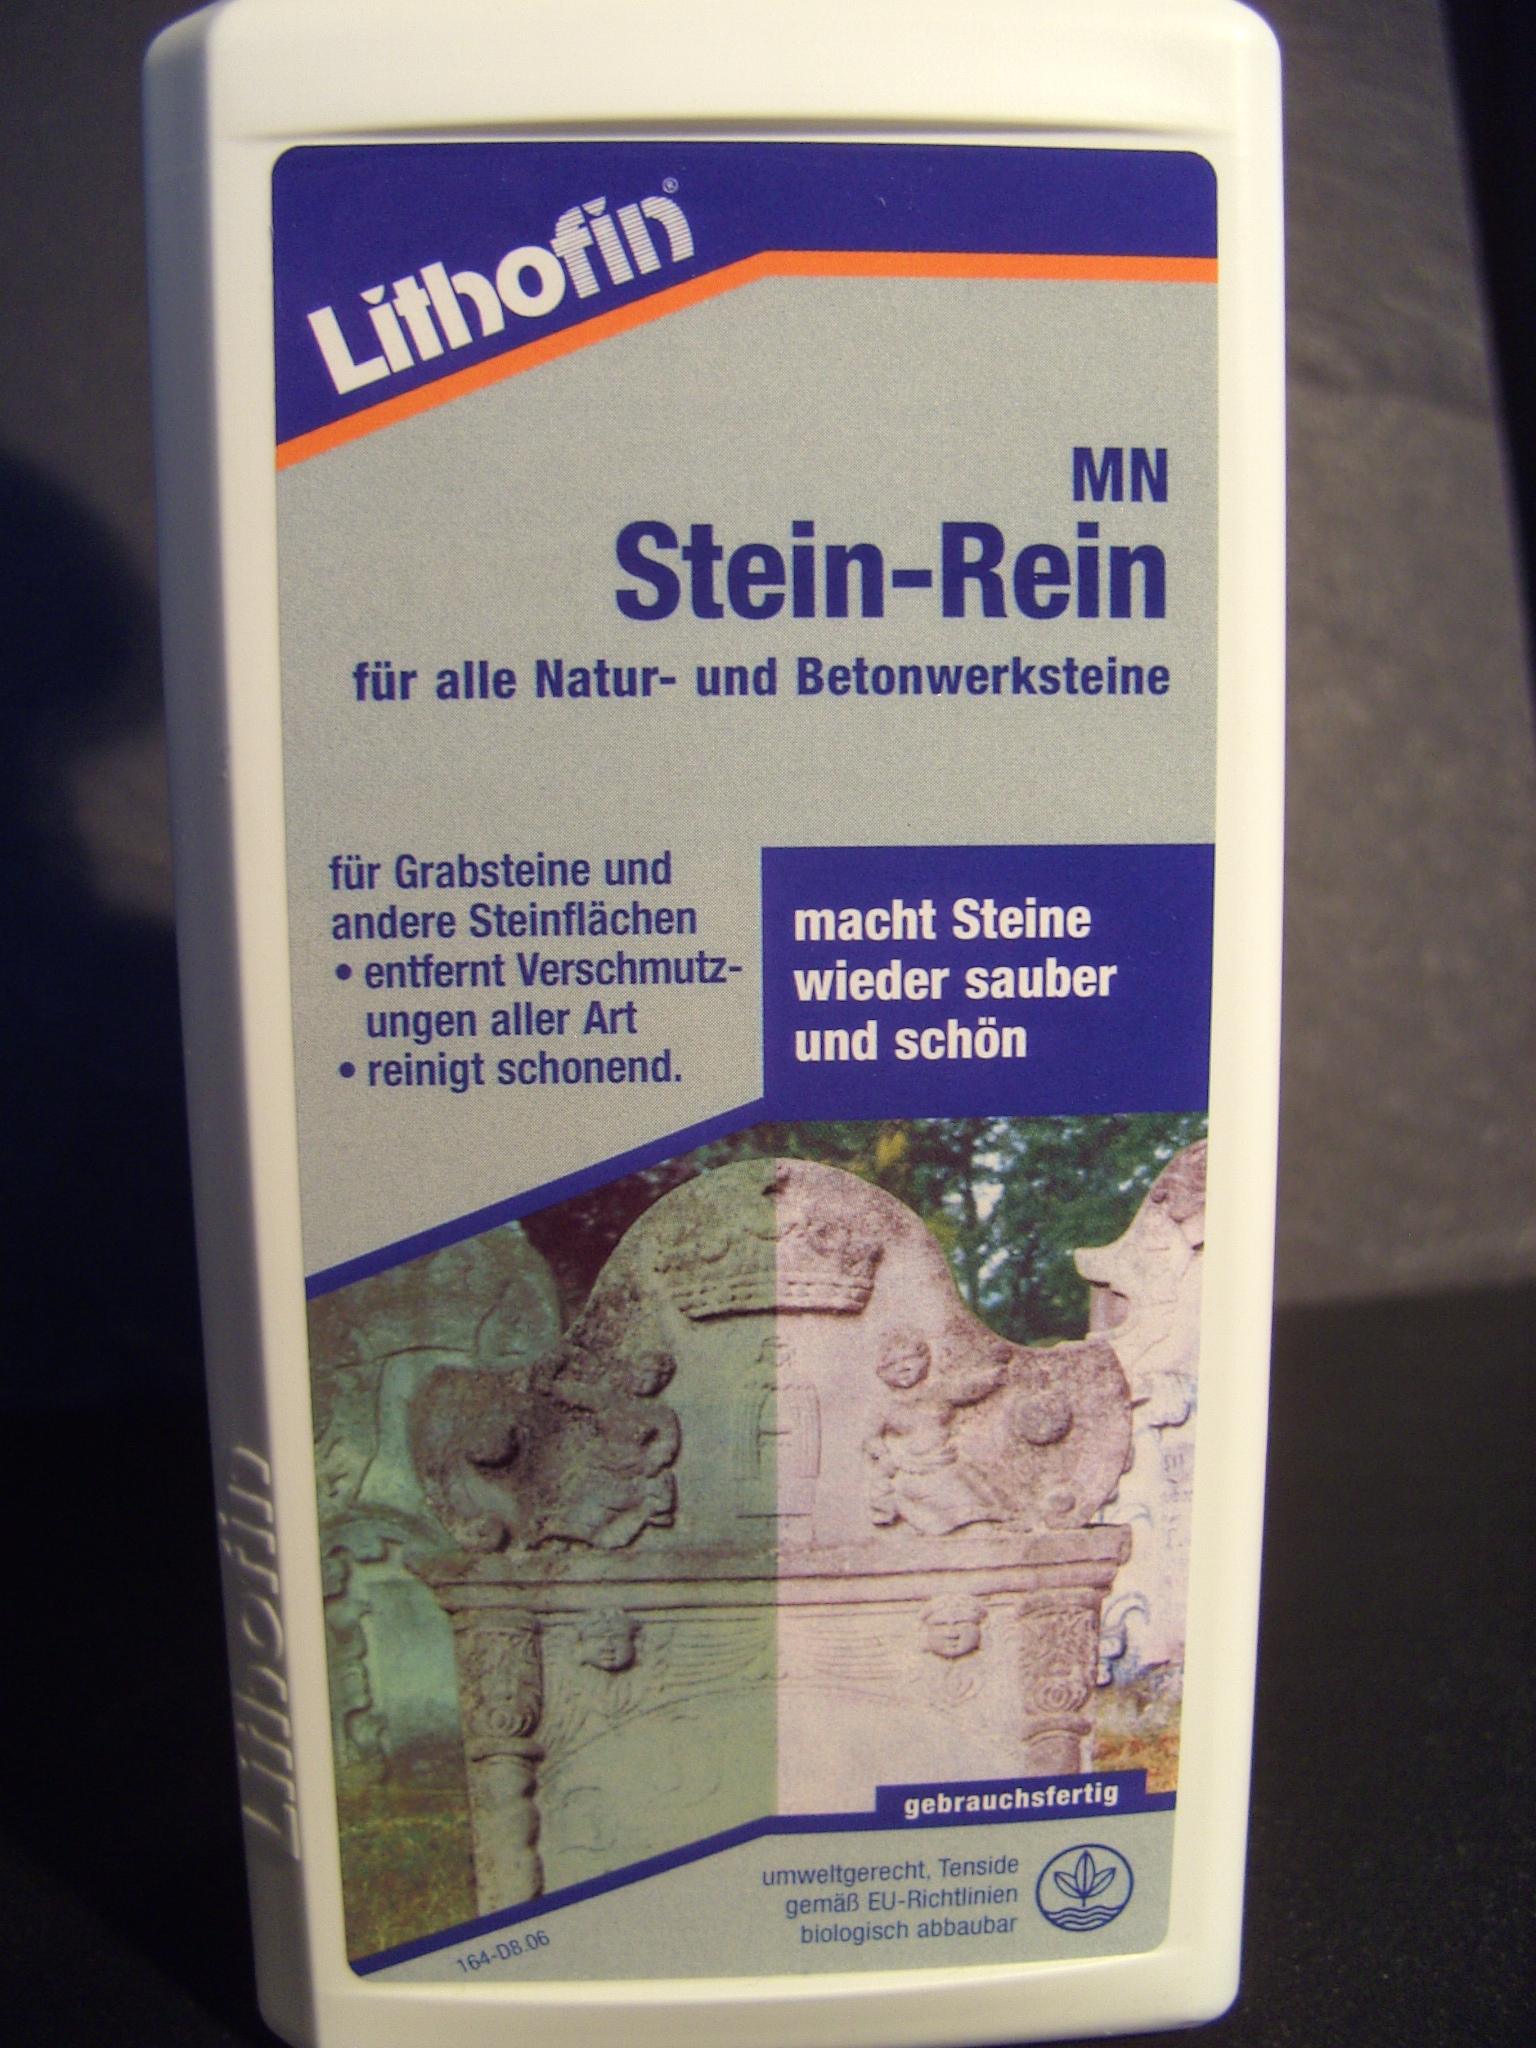 Lithofin®
MN
Stein-Rein
für alle Natur- und Betonwerksteine
für Grabsteine und
andere Steinflächen
• entfernt Verschmutz-
ungen aller Art
• reinigt schonend.
macht Steine
wieder sauber
und schön
gebrauchsfertig
umweltgerecht, Tenside
gemäß EU-Richtlinien
biologisch abbaubar
164-D8.06
Lithofin